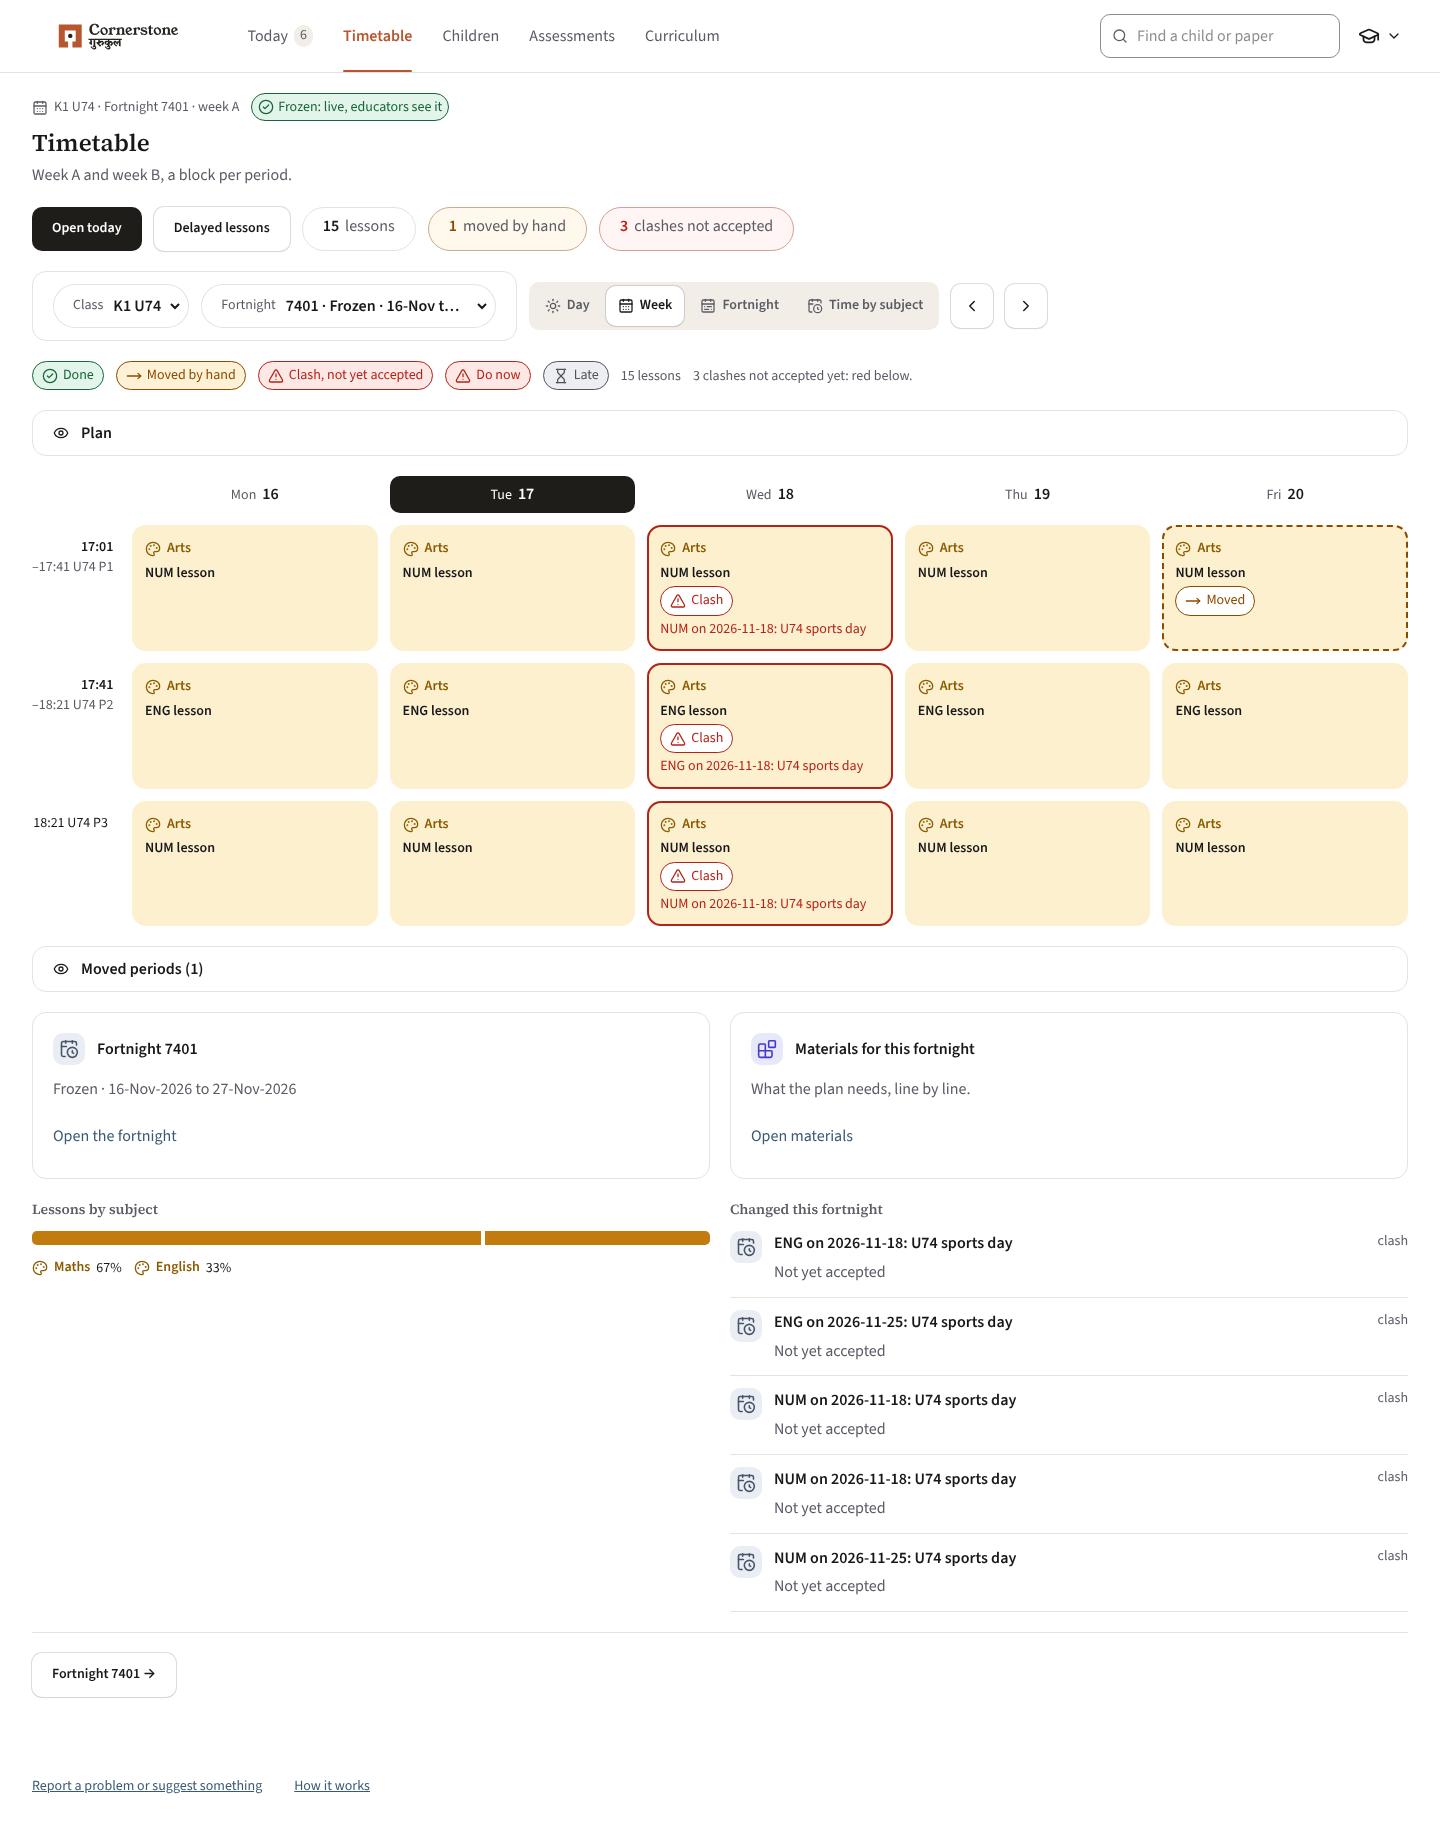 Cornerstone
गुरुकुल
Today 6
Timetable
Children
Assessments
Curriculum
Find a child or paper
K1 U74 · Fortnight 7401 · week A
Frozen: live, educators see it
Timetable
Week A and week B, a block per period.
Open today
Delayed lessons
15 lessons
1 moved by hand
3 clashes not accepted
Class K1 U74
Fortnight 7401 · Frozen · 16-Nov t…
Day
Week
Fortnight
Time by subject
Done
Moved by hand
Clash, not yet accepted
Do now
Late
15 lessons
3 clashes not accepted yet: red below.
Plan
Mon 16
Tue 17
Wed 18
Thu 19
Fri 20
17:01
–17:41 U74 P1
Arts
NUM lesson
Arts
NUM lesson
Arts
NUM lesson
Clash
NUM on 2026-11-18: U74 sports day
Arts
NUM lesson
Arts
NUM lesson
Moved
17:41
–18:21 U74 P2
Arts
ENG lesson
Arts
ENG lesson
Arts
ENG lesson
Clash
ENG on 2026-11-18: U74 sports day
Arts
ENG lesson
Arts
ENG lesson
18:21 U74 P3
Arts
NUM lesson
Arts
NUM lesson
Arts
NUM lesson
Clash
NUM on 2026-11-18: U74 sports day
Arts
NUM lesson
Arts
NUM lesson
Moved periods (1)
Fortnight 7401
Frozen · 16-Nov-2026 to 27-Nov-2026
Open the fortnight
Materials for this fortnight
What the plan needs, line by line.
Open materials
Lessons by subject
Maths 67%
English 33%
Changed this fortnight
ENG on 2026-11-18: U74 sports day
clash
Not yet accepted
ENG on 2026-11-25: U74 sports day
clash
Not yet accepted
NUM on 2026-11-18: U74 sports day
clash
Not yet accepted
NUM on 2026-11-18: U74 sports day
clash
Not yet accepted
NUM on 2026-11-25: U74 sports day
clash
Not yet accepted
Fortnight 7401 →
Report a problem or suggest something
How it works